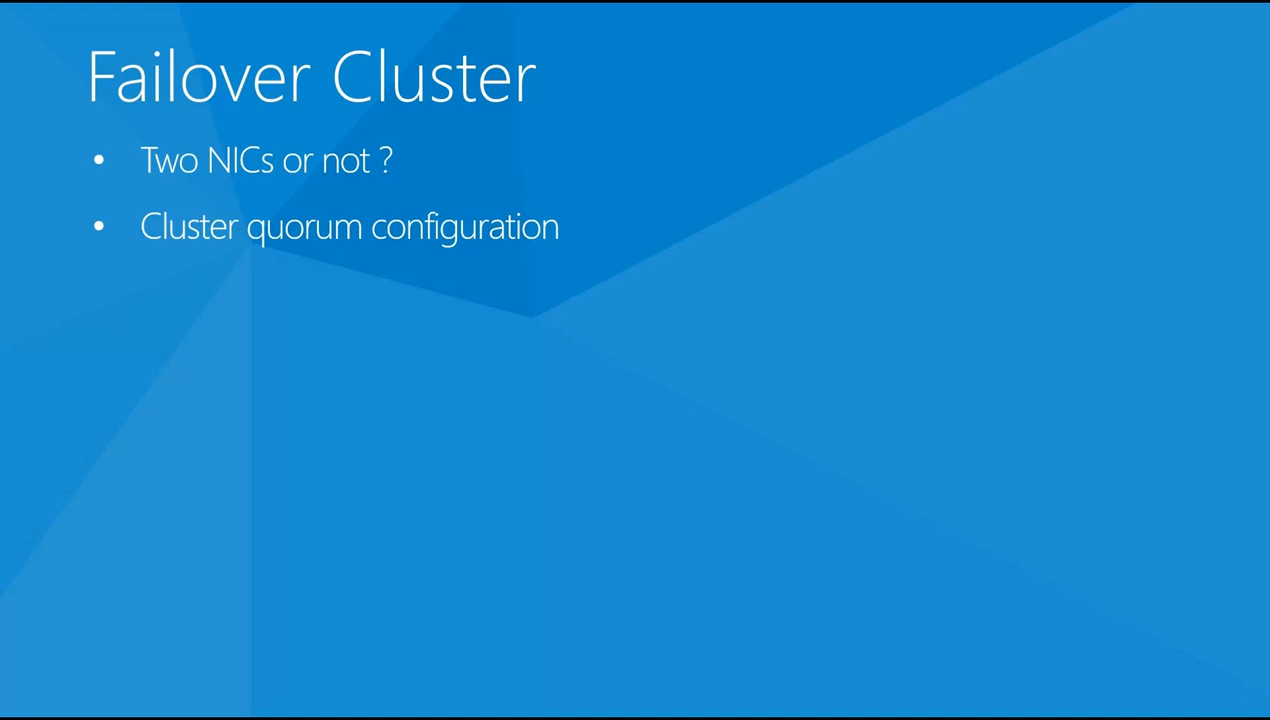 Failover Cluster
• Two NICs or not ?
• Cluster quorum configuration